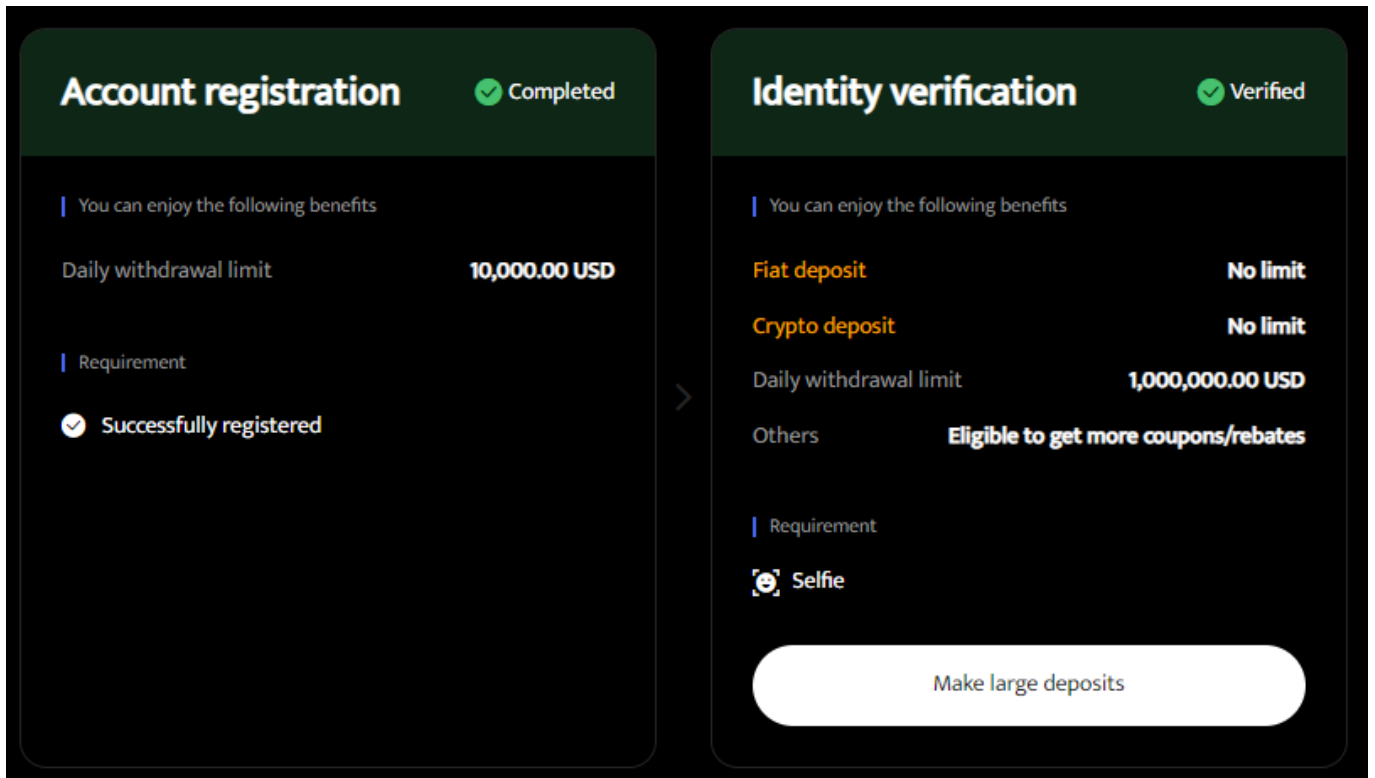 Account registration
Completed
You can enjoy the following benefits
Daily withdrawal limit
10,000.00 USD
Requirement
Successfully registered
Identity verification
Verified
You can enjoy the following benefits
Fiat deposit
No limit
Crypto deposit
No limit
Daily withdrawal limit
1,000,000.00 USD
Others
Eligible to get more coupons/rebates
Requirement
Selfie
Make large deposits